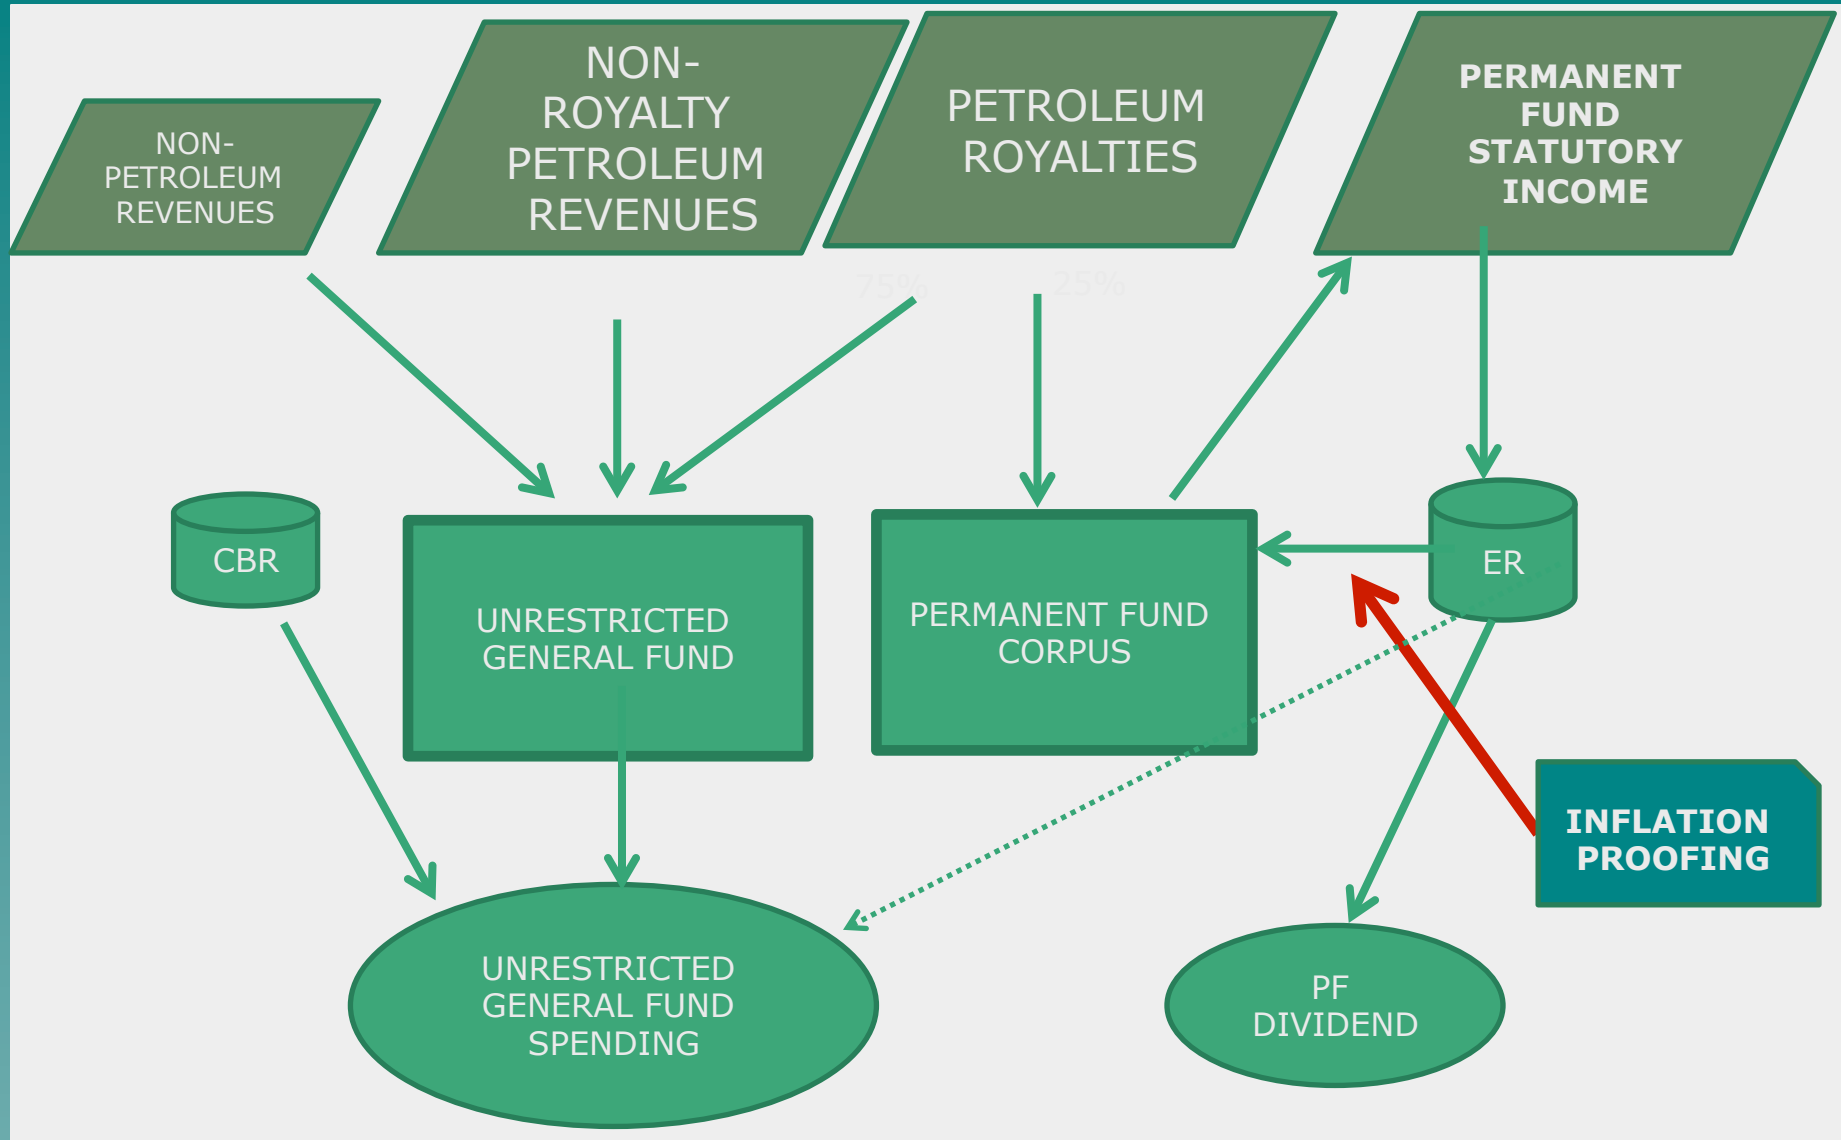 NON-
PETROLEUM
REVENUES
NON-
ROYALTY
PETROLEUM
REVENUES
PETROLEUM
ROYALTIES
PERMANENT
FUND
STATUTORY
INCOME
75%
25%
CBR
UNRESTRICTED
GENERAL FUND
PERMANENT FUND
CORPUS
ER
INFLATION
PROOFING
UNRESTRICTED
GENERAL FUND
SPENDING
PF
DIVIDEND